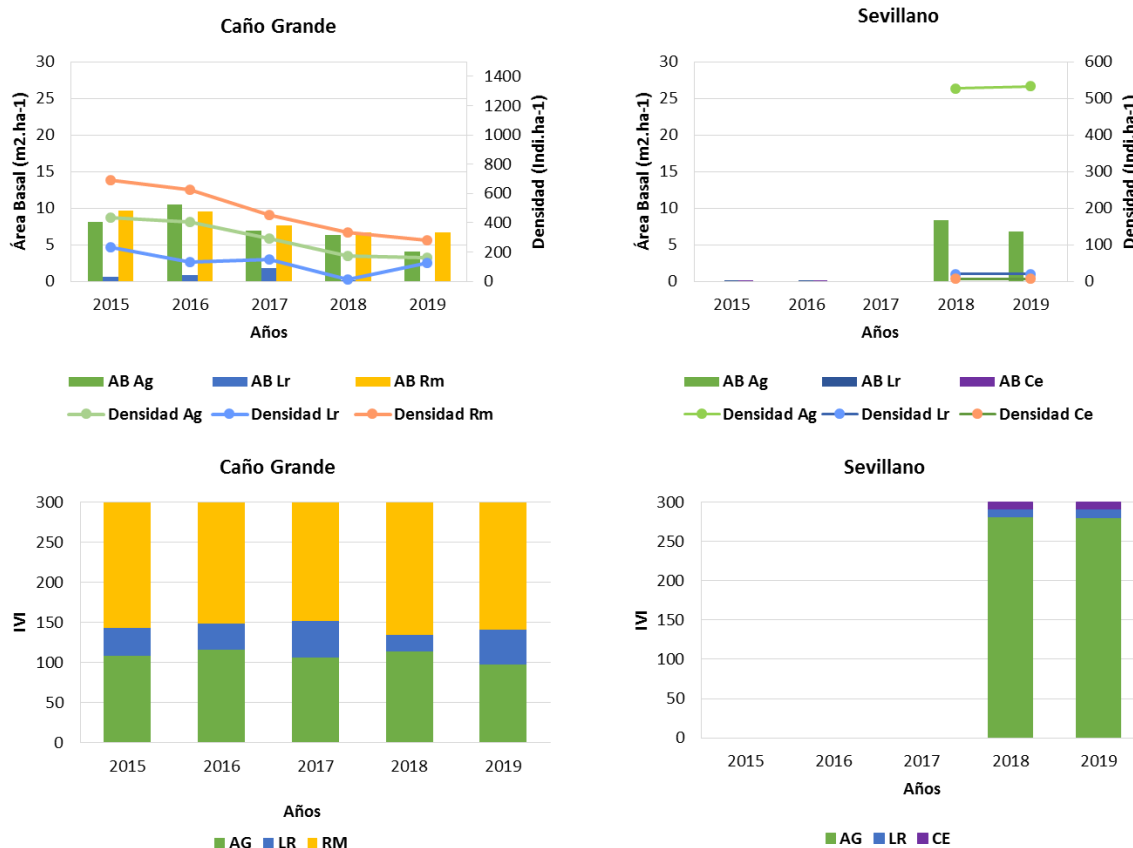 Caño Grande
30
25
20
15
10
5
0
Área Basal (m2.ha-1)
1400
1200
1000
800
600
400
200
0
Densidad (Indi.ha-1)
2015 2016 2017 2018 2019
Años
AB Ag AB Lr AB Rm
Densidad Ag Densidad Lr Densidad Rm
Sevillano
30
25
20
15
10
5
0
Área Basal (m2.ha-1)
600
500
400
300
200
100
0
Densidad (Indi.ha-1)
2015 2016 2017 2018 2019
Años
AB Ag AB Lr AB Ce
Densidad Ag Densidad Lr Densidad Ce
Caño Grande
300
250
200
150
100
50
0
IVI
2015 2016 2017 2018 2019
Años
AG LR RM
Sevillano
300
250
200
150
100
50
0
IVI
2015 2016 2017 2018 2019
Años
AG LR CE